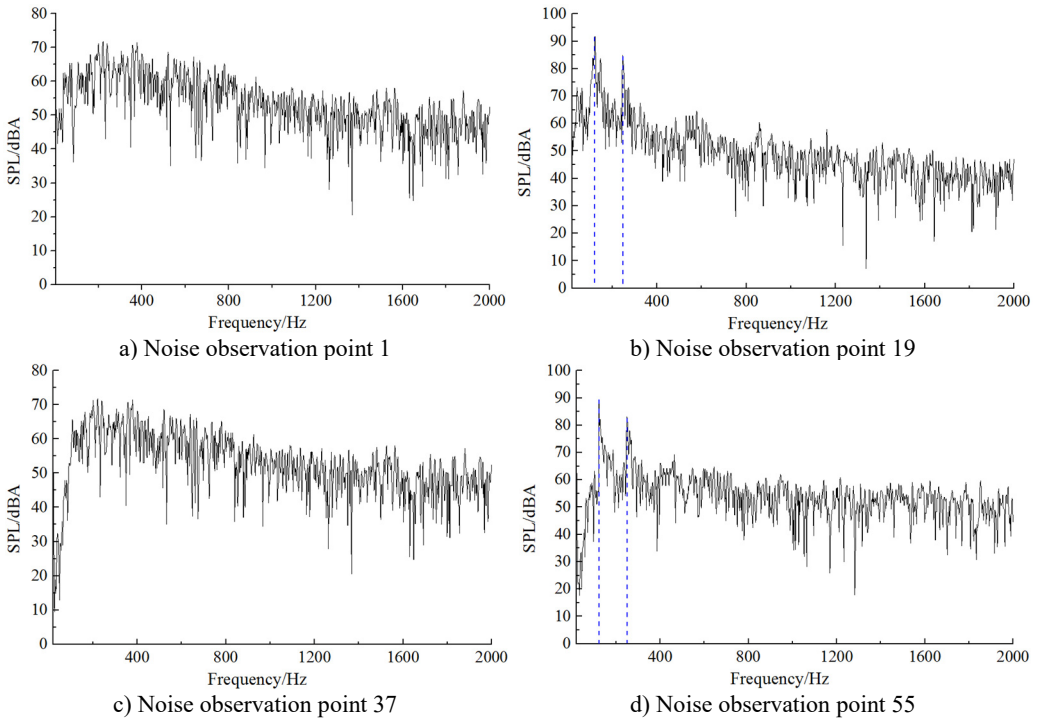 80
70
60
50
40
30
20
10
0
SPL/dBA
400 800 1200 1600 2000
Frequency/Hz
a) Noise observation point 1
100
90
80
70
60
50
40
30
20
10
0
SPL/dBA
400 800 1200 1600 2000
Frequency/Hz
b) Noise observation point 19
80
70
60
50
40
30
20
10
0
SPL/dBA
400 800 1200 1600 2000
Frequency/Hz
c) Noise observation point 37
100
90
80
70
60
50
40
30
20
10
0
SPL/dBA
400 800 1200 1600 2000
Frequency/Hz
d) Noise observation point 55